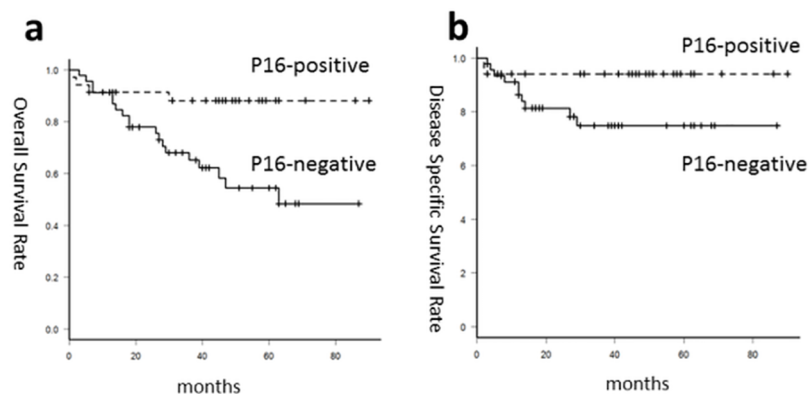 a
P16-positive
P16-negative
Overall Survival Rate
1.0
0.8
0.6
0.4
0.2
0.0
0 20 40 60 80
months
b
P16-positive
P16-negative
Disease Specific Survival Rate
1.0
8
6
4
2
0
0 20 40 60 80
months